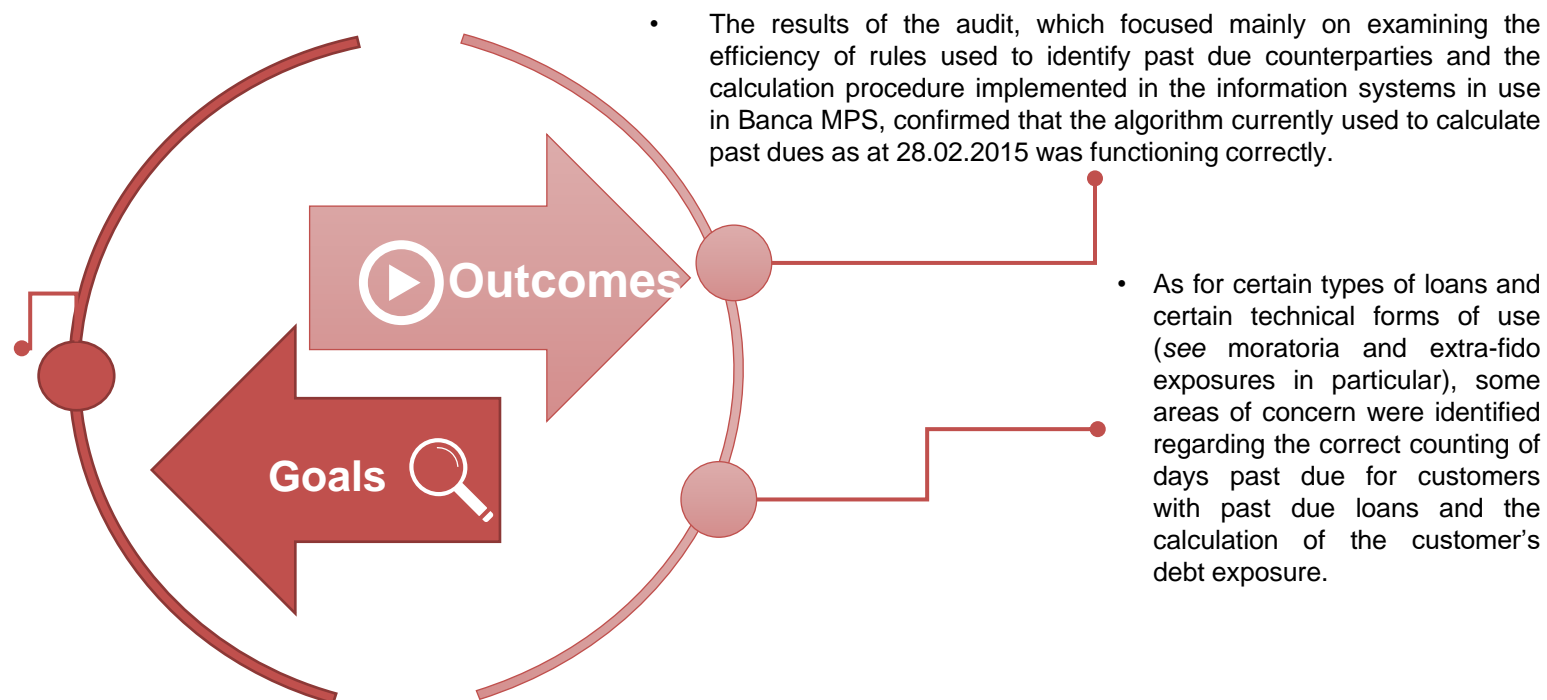 • The results of the audit, which focused mainly on examining the
efficiency of rules used to identify past due counterparties and the
calculation procedure implemented in the information systems in use
in Banca MPS, confirmed that the algorithm currently used to calculate
past dues as at 28.02.2015 was functioning correctly.
Outcomes
• As for certain types of loans and
certain technical forms of use
(see moratoria and extra-fido
exposures in particular), some
areas of concern were identified
regarding the correct counting of
days past due for customers
with past due loans and the
calculation of the customer’s
debt exposure.
Goals